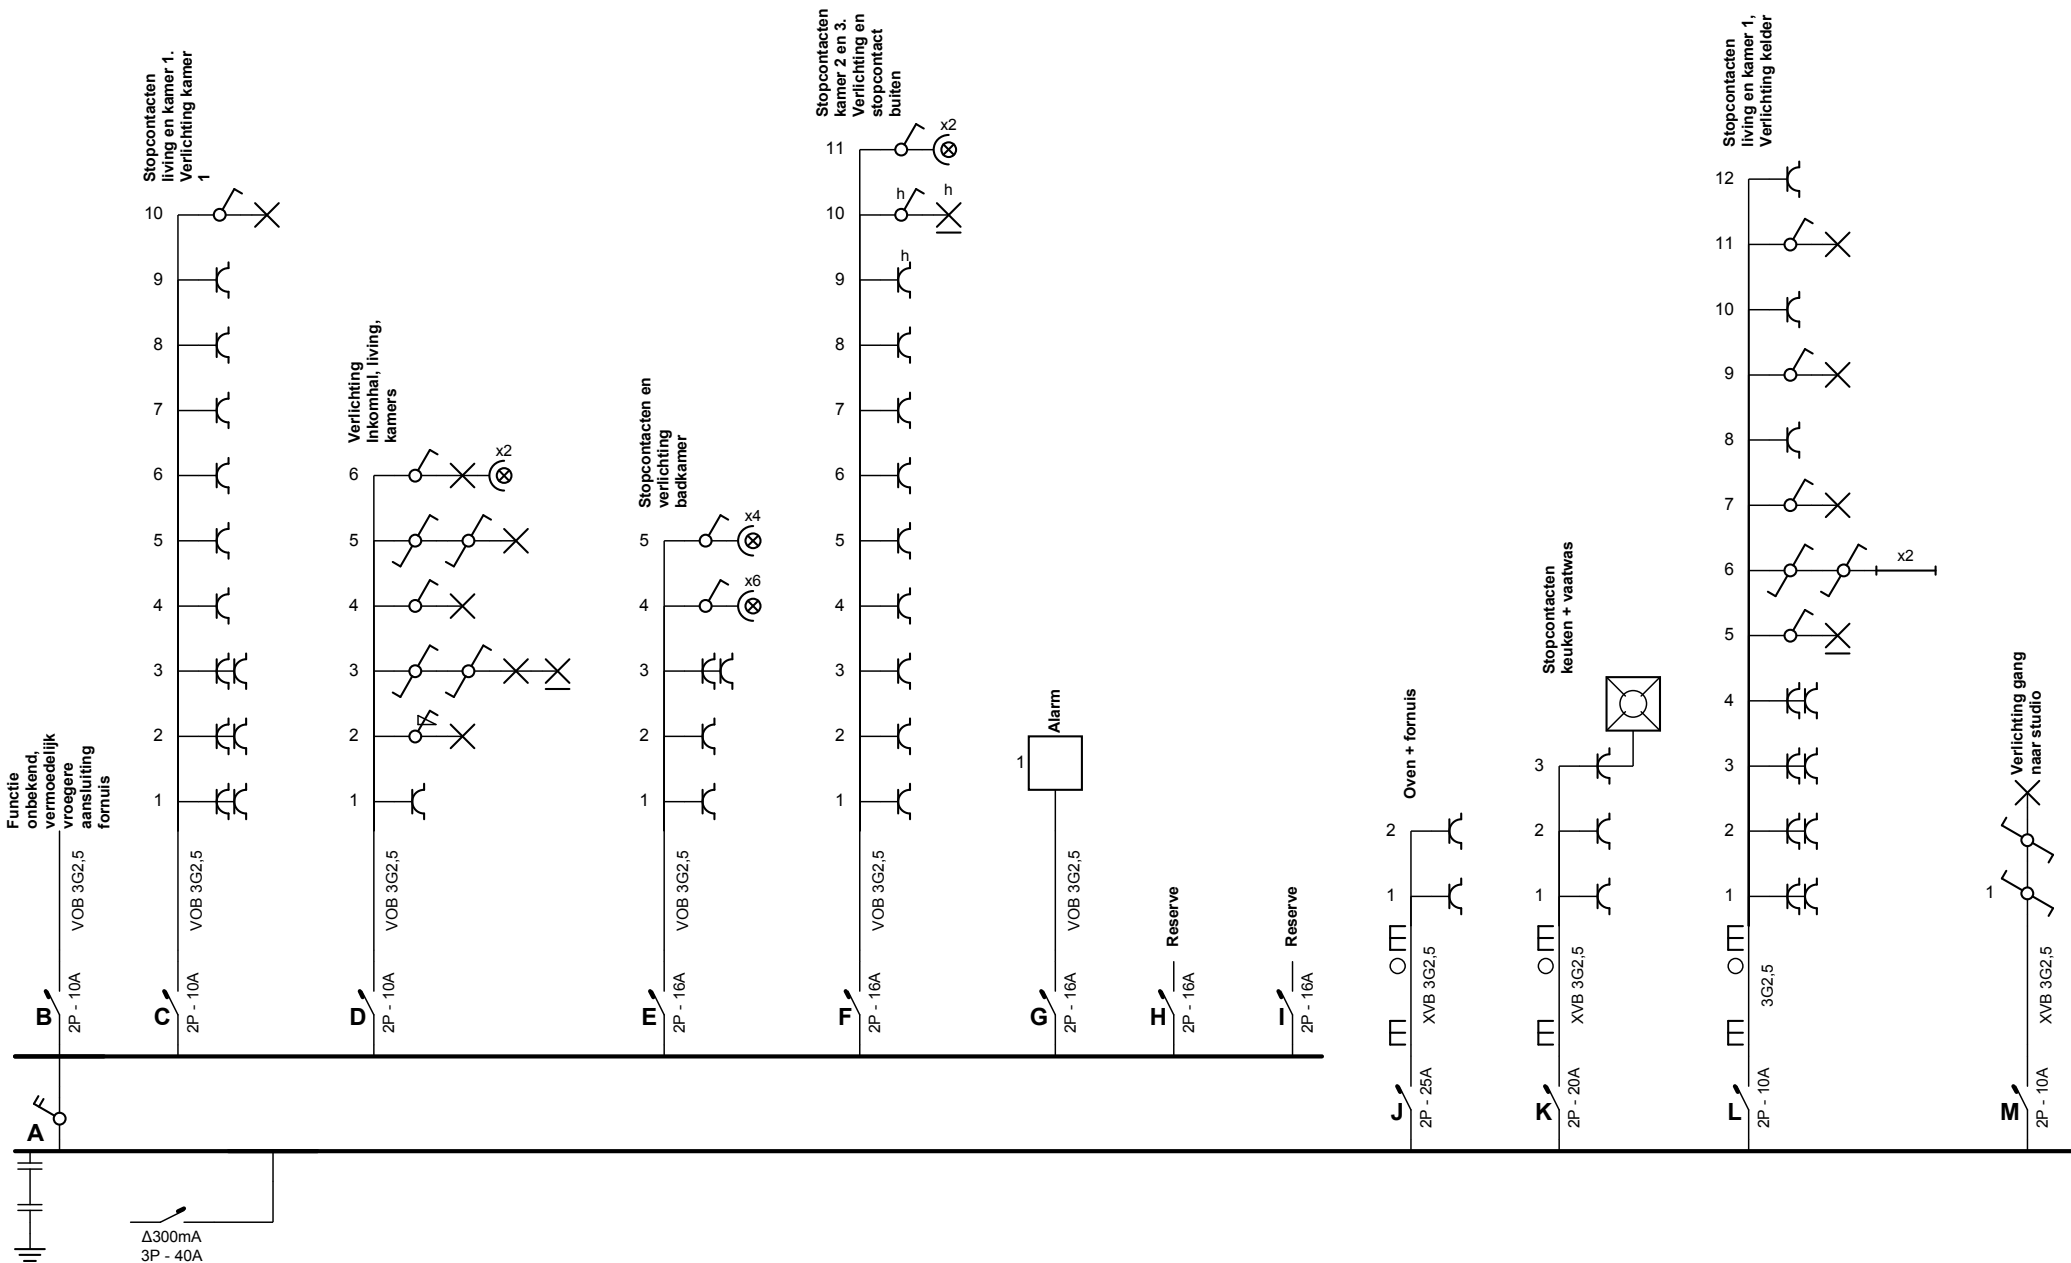 Functie
onbekend,
vermoedelijk
vroegere
aansluiting
fornuis
VOB 3G2,5
B
2P - 10A
Stopcontacten
living en kamer 1.
Verlichting kamer
1
10
9
8
7
6
5
4
3
2
1
VOB 3G2,5
C
2P - 10A
Verlichting
Inkomhal, living,
kamers
6
x2
5
4
3
2
1
VOB 3G2,5
D
2P - 10A
Stopcontacten en
verlichting
badkamer
5
x4
4
x6
3
2
1
VOB 3G2,5
E
2P - 16A
Stopcontacten
kamer 2 en 3.
Verlichting en
stopcontact
buiten
11
x2
10
h
h
h
9
8
7
6
5
4
3
2
1
VOB 3G2,5
F
2P - 16A
Alarm
1
VOB 3G2,5
G
2P - 16A
Reserve
H
2P - 16A
Reserve
I
2P - 16A
Oven + fornuis
2
1
XVB 3G2,5
J
2P - 25A
Stopcontacten
keuken + vaatwas
3
2
1
XVB 3G2,5
K
2P - 20A
Stopcontacten
living en kamer 1,
Verlichting kelder
12
11
10
9
8
7
6
x2
5
4
3
2
1
3G2,5
L
2P - 10A
Verlichting gang
naar studio
1
XVB 3G2,5
M
2P - 10A
A
Δ300mA
3P - 40A